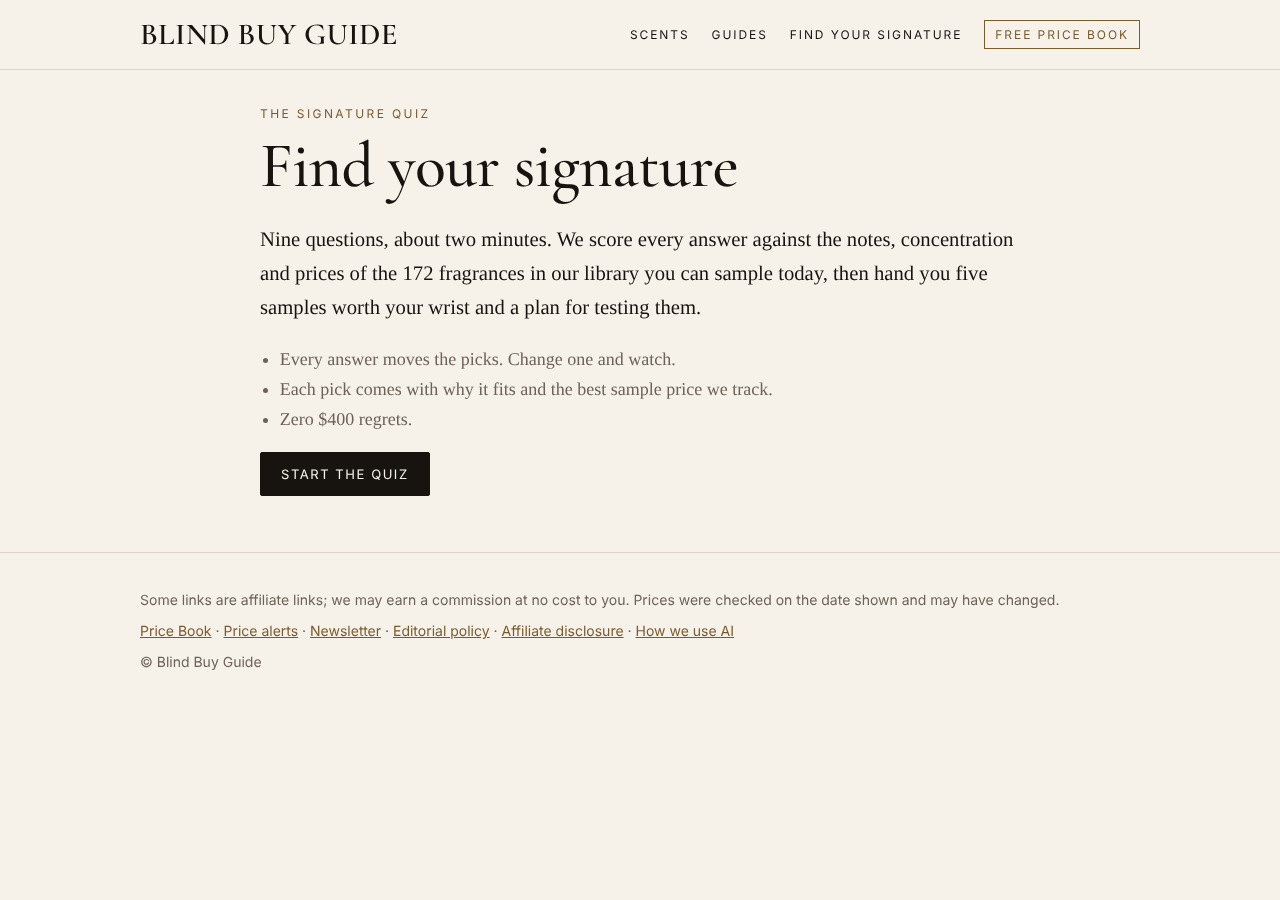 BLIND BUY GUIDE
SCENTS
GUIDES
FIND YOUR SIGNATURE
FREE PRICE BOOK
THE SIGNATURE QUIZ
Find your signature
Nine questions, about two minutes. We score every answer against the notes, concentration
and prices of the 172 fragrances in our library you can sample today, then hand you five
samples worth your wrist and a plan for testing them.
• Every answer moves the picks. Change one and watch.
• Each pick comes with why it fits and the best sample price we track.
• Zero $400 regrets.
START THE QUIZ
Some links are affiliate links; we may earn a commission at no cost to you. Prices were checked on the date shown and may have changed.
Price Book · Price alerts · Newsletter · Editorial policy · Affiliate disclosure · How we use AI
© Blind Buy Guide